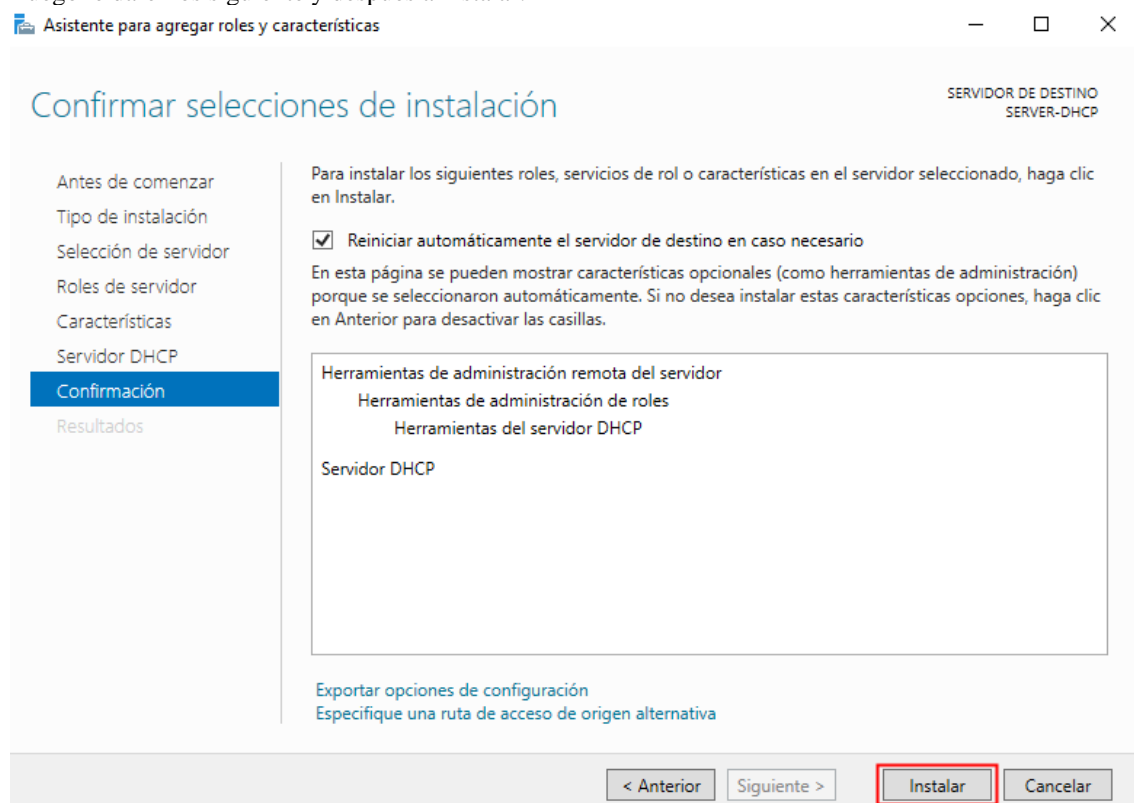 Asistente para agregar roles y características
Confirmar selecciones de instalación
SERVIDOR DE DESTINO
SERVER-DHCP
Antes de comenzar
Tipo de instalación
Selección de servidor
Roles de servidor
Características
Servidor DHCP
Confirmación
Resultados
Para instalar los siguientes roles, servicios de rol o características en el servidor seleccionado, haga clic
en Instalar.
Reiniciar automáticamente el servidor de destino en caso necesario
En esta página se pueden mostrar características opcionales (como herramientas de administración)
porque se seleccionaron automáticamente. Si no desea instalar estas características opciones, haga clic
en Anterior para desactivar las casillas.
Herramientas de administración remota del servidor
Herramientas de administración de roles
Herramientas del servidor DHCP
Servidor DHCP
Exportar opciones de configuración
Especifique una ruta de acceso de origen alternativa
< Anterior
Siguiente >
Instalar
Cancelar